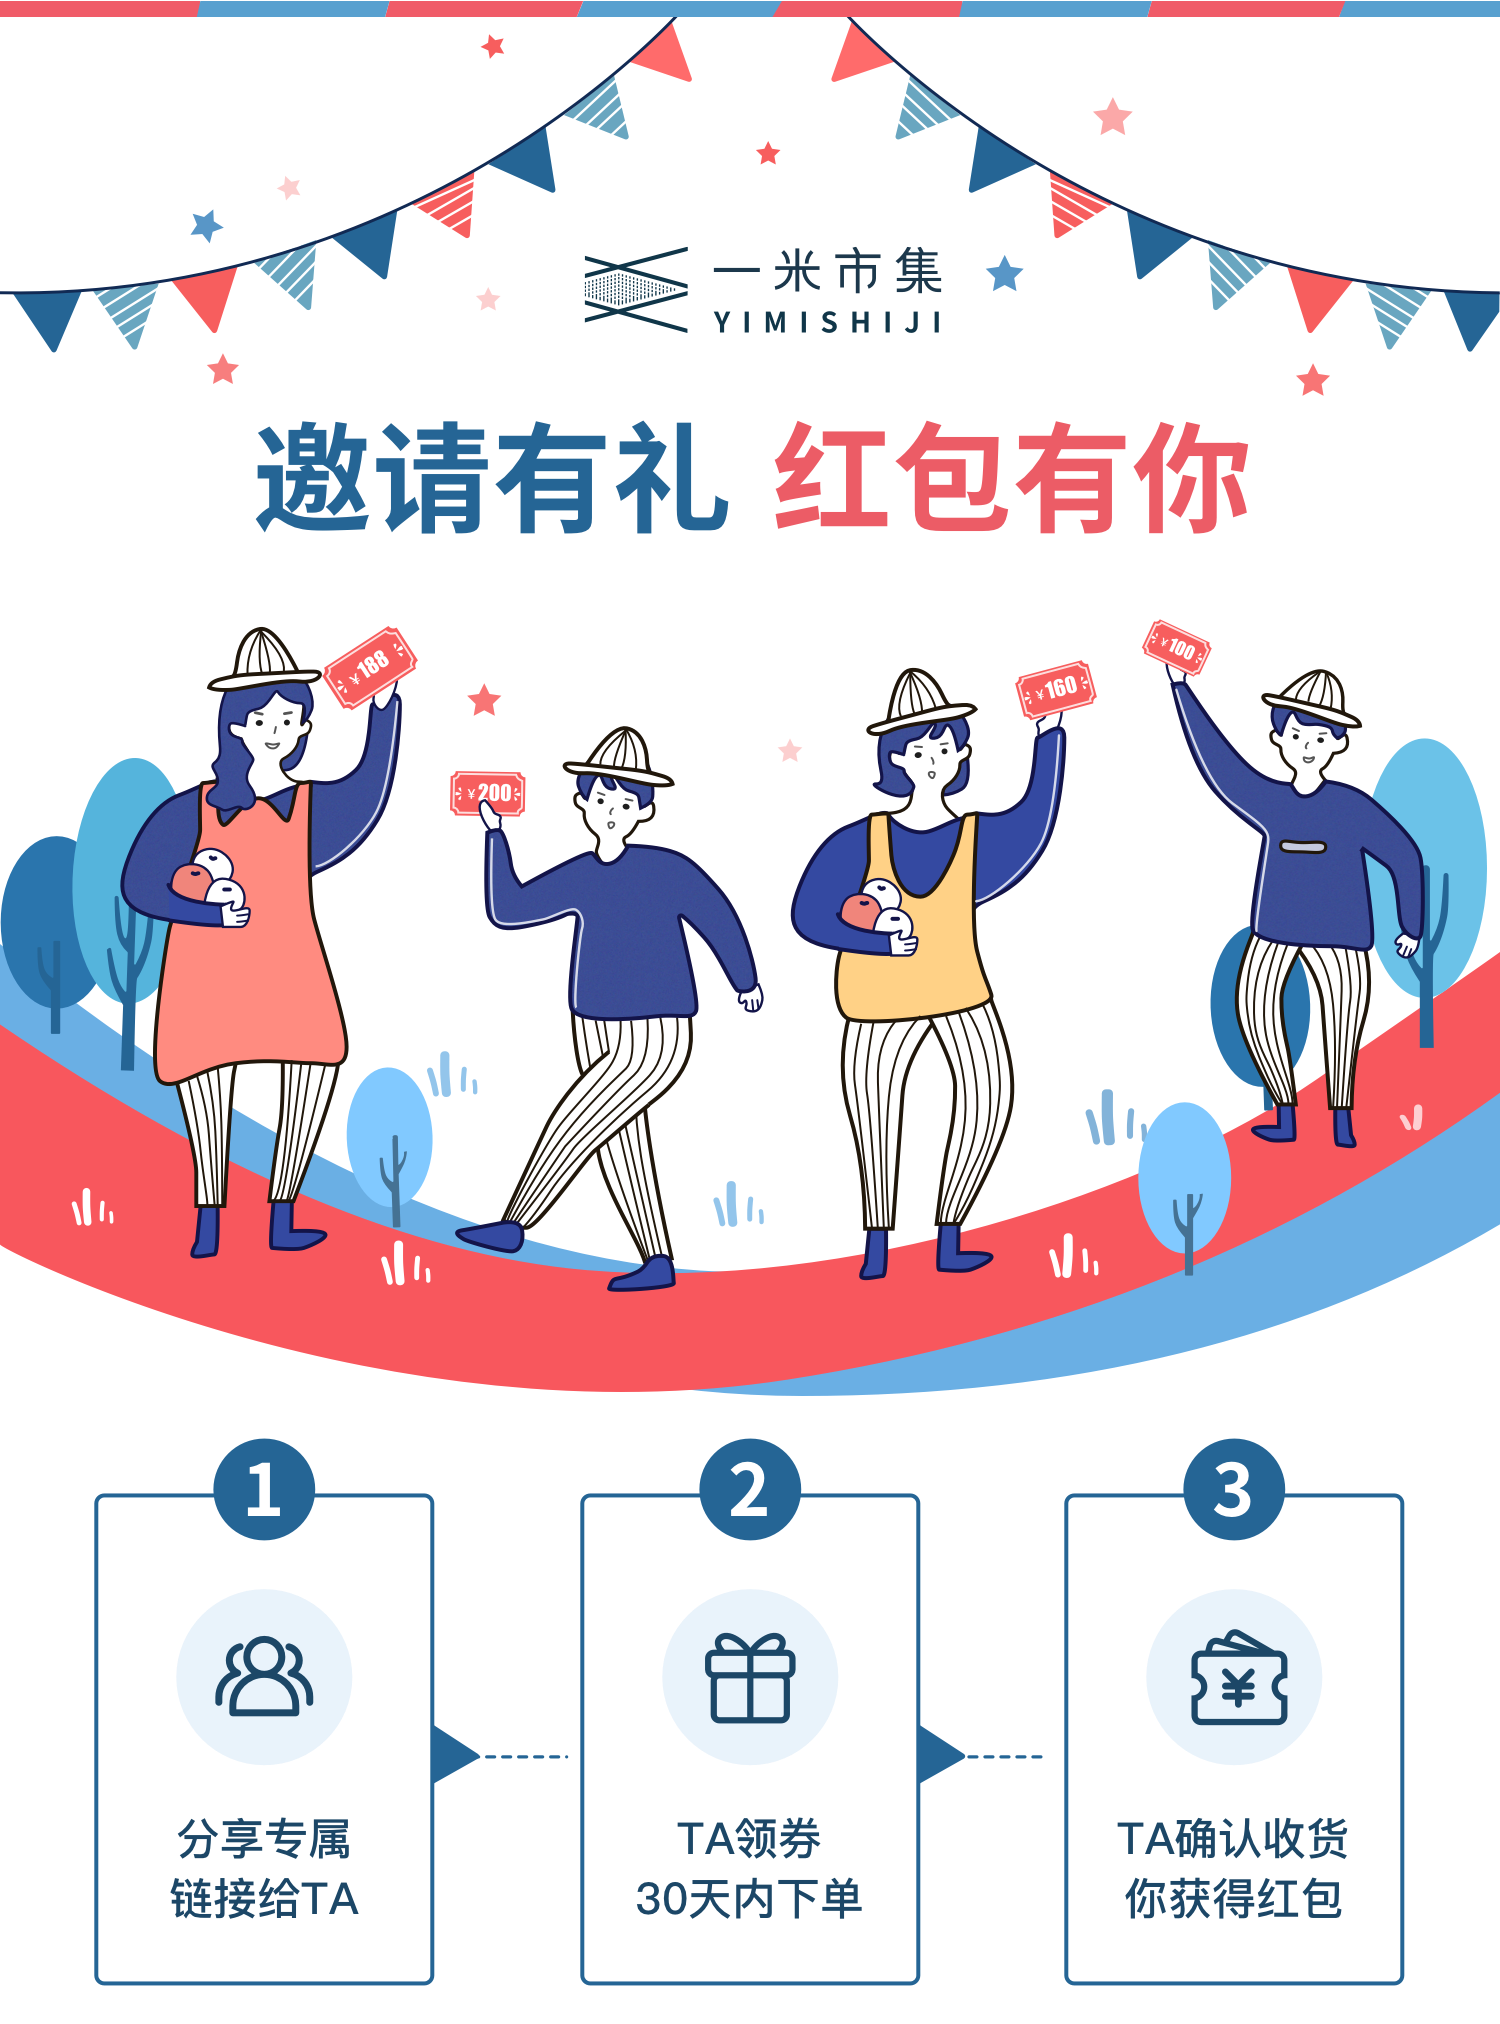 一米市集
YIMISHIJI
邀请有礼 红包有你
¥188
¥200
¥160
¥100
1
分享专属
链接给TA
2
TA领券
30天内下单
3
¥
TA确认收货
你获得红包